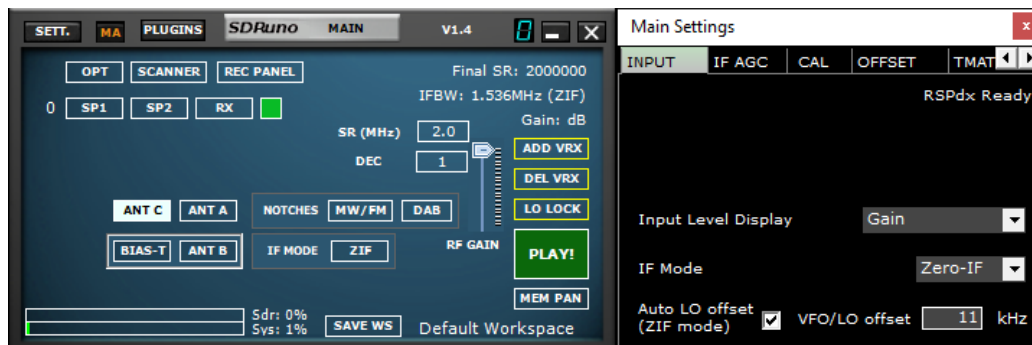 SETT. MA PLUGINS SDRuno MAIN V1.4 0
OPT SCANNER REC PANEL Final SR: 2000000
IFBW: 1.536MHz (ZIF)
0 SP1 SP2 RX Gain: dB
SR (MHz) 2.0
DEC 1
ADD VRX
DEL VRX
ANT C ANT A NOTCHES MW/FM DAB LO LOCK
BIAS-T ANT B IF MODE ZIF RF GAIN PLAY!
MEM PAN
Sdr: 0%
Sys: 1% SAVE WS Default Workspace
Main Settings x
INPUT IF AGC CAL OFFSET TMAT
RSPdx Ready
Input Level Display Gain
IF Mode Zero-IF
Auto LO offset
(ZIF mode) VFO/LO offset 11 kHz